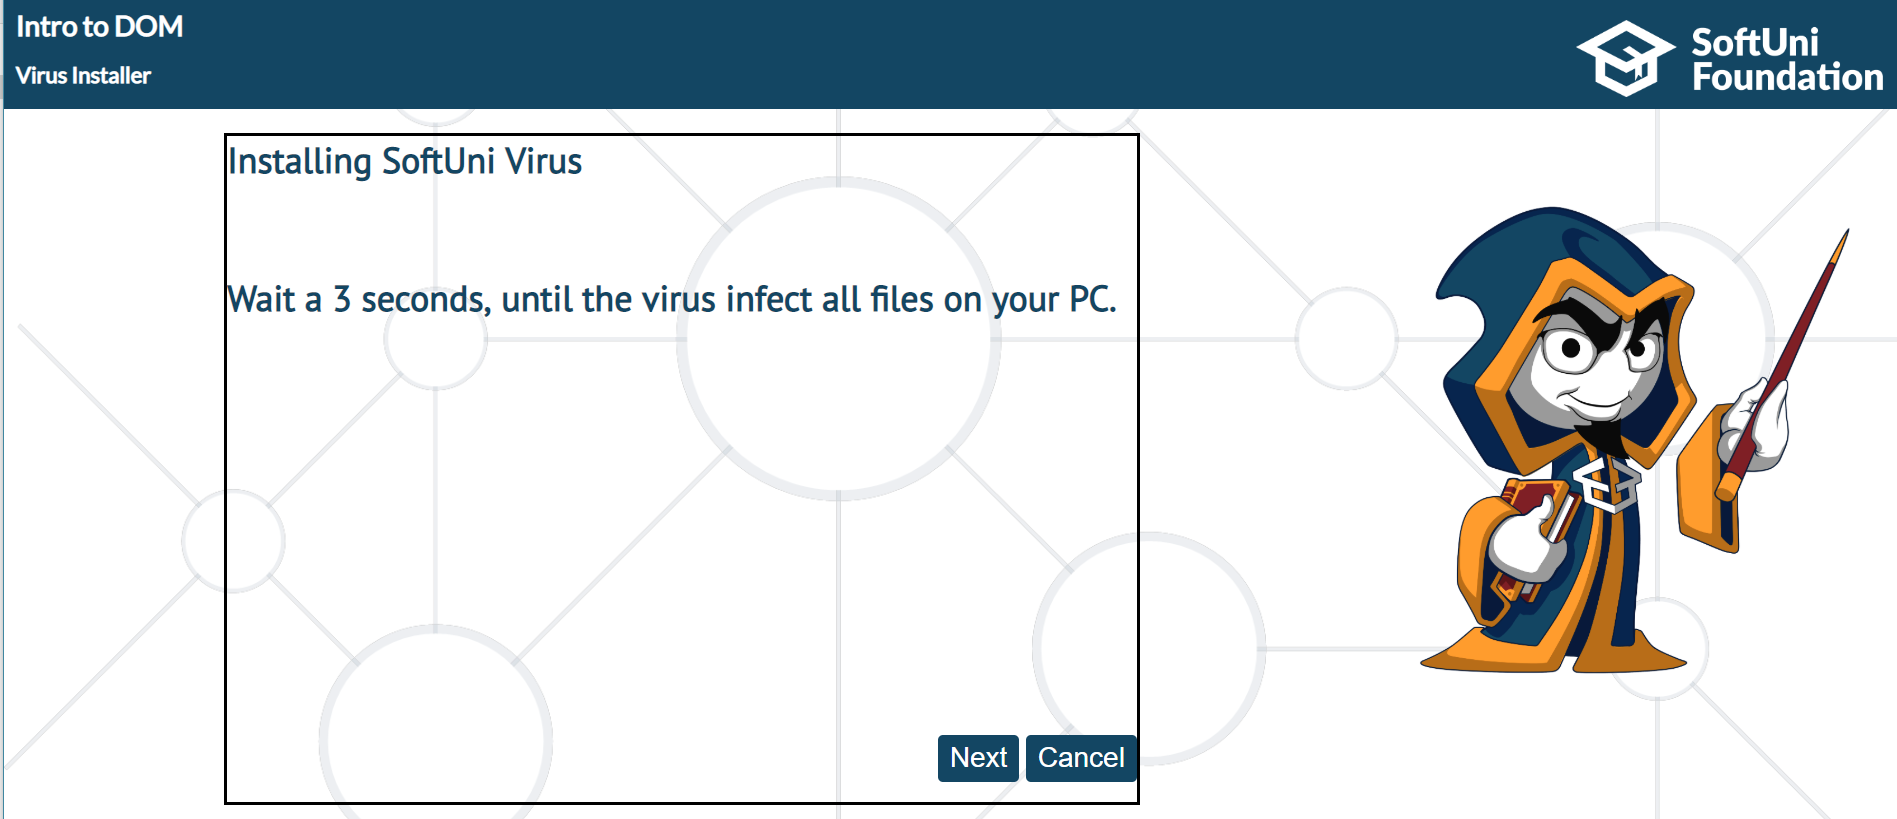 Intro to DOM
Virus Installer
SoftUni
Foundation
Installing SoftUni Virus
Wait a 3 seconds, until the virus infect all files on your PC.
Next Cancel